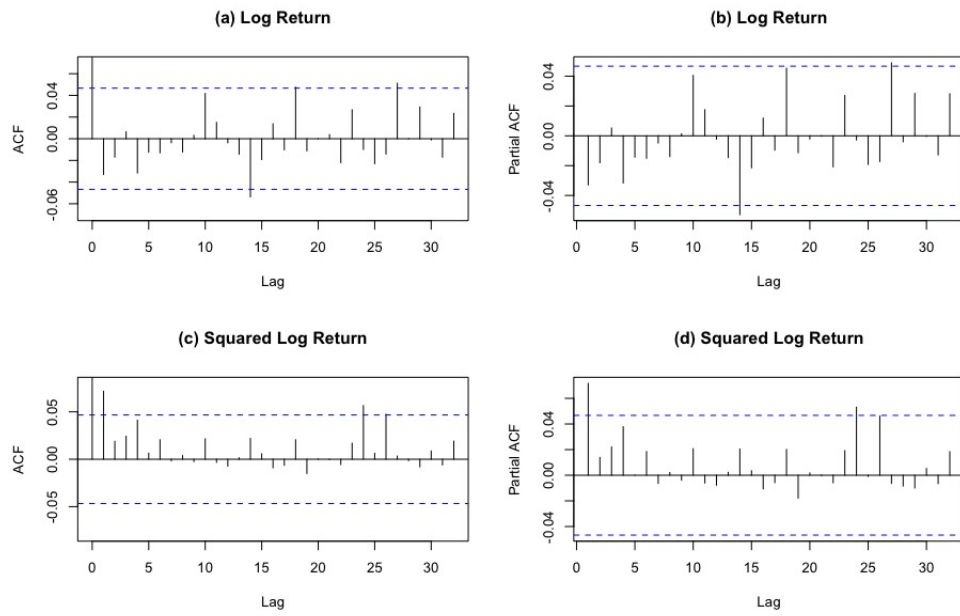 (a) Log Return
ACF
0.04
0.00
-0.06
0 5 10 15 20 25 30
Lag
(b) Log Return
Partial ACF
0.04
0.00
-0.04
0 5 10 15 20 25 30
Lag
(c) Squared Log Return
ACF
0.05
0.00
-0.05
0 5 10 15 20 25 30
Lag
(d) Squared Log Return
Partial ACF
0.04
0.00
-0.04
0 5 10 15 20 25 30
Lag